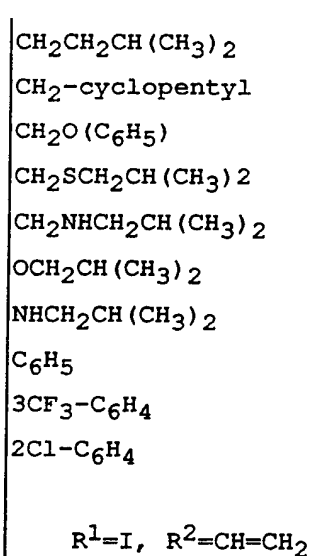 CH₂CH₂CH(CH₃)₂
CH₂-cyclopentyl
CH₂O(C₆H₅)
CH₂SCH₂CH(CH₃)2
CH₂NHCH₂CH(CH₃)₂
OCH₂CH(CH₃)₂
NHCH₂CH(CH₃)₂
C₆H₅
3CF₃-C₆H₄
2Cl-C₆H₄
R¹=I, R²=CH=CH₂